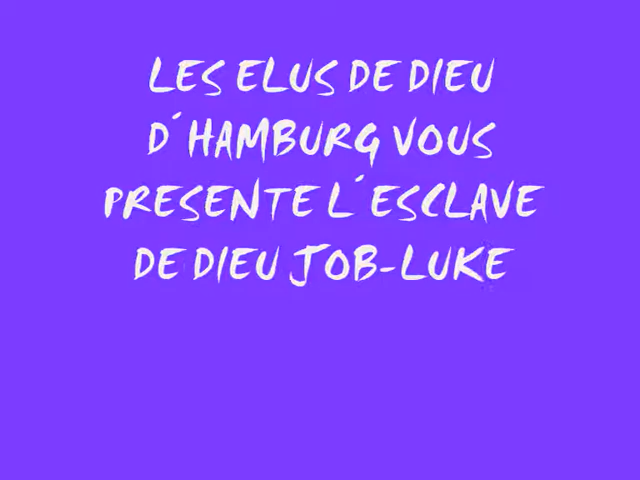 LES ELUS DE DIEU
D´HAMBURG VOUS
PRESENTE L´ESCLAVE
DE DIEU JOB-LUKE